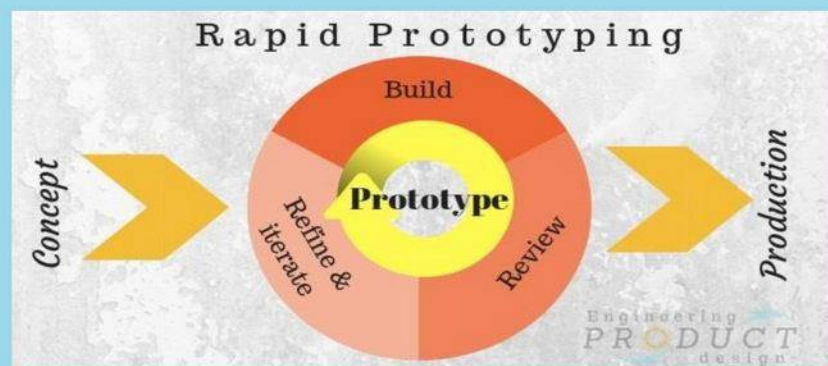 Rapid Prototyping
Concept
Build
Prototype
Refine &
iterate
Review
Production
Engineering
PRODUCT
design